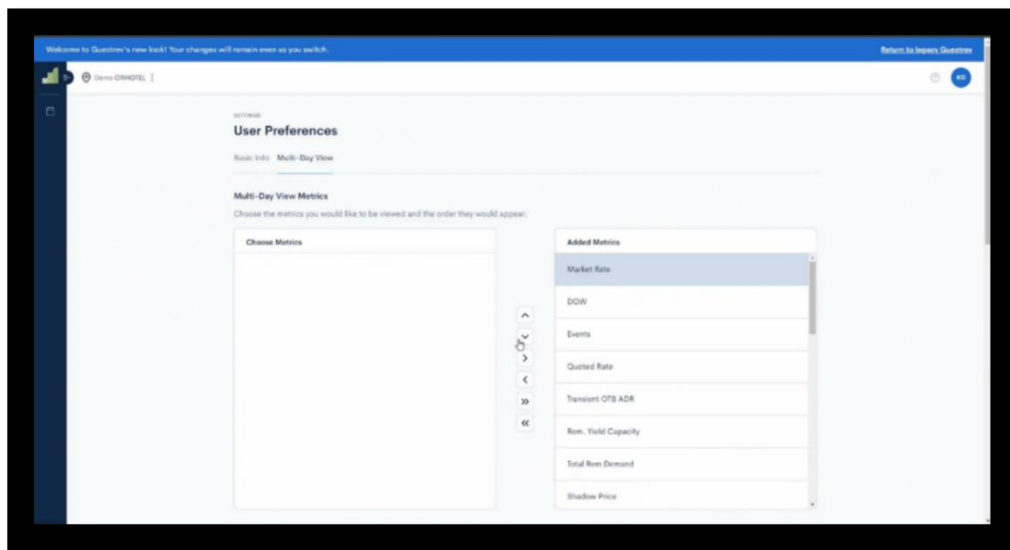 Welcome to Guestrev's new look! Your changes will remain even as you switch.
Return to legacy Guestrev
Demo ORHOTEL
KD
SETTINGS
User Preferences
Basic Info Multi-Day View
Multi-Day View Metrics
Choose the metrics you would like to be viewed and the order they would appear.
Choose Metrics
Added Metrics
Market Rate
DOW
Events
Quoted Rate
Transient OTB ADR
Rem. Yield Capacity
Total Rem Demand
Shadow Price